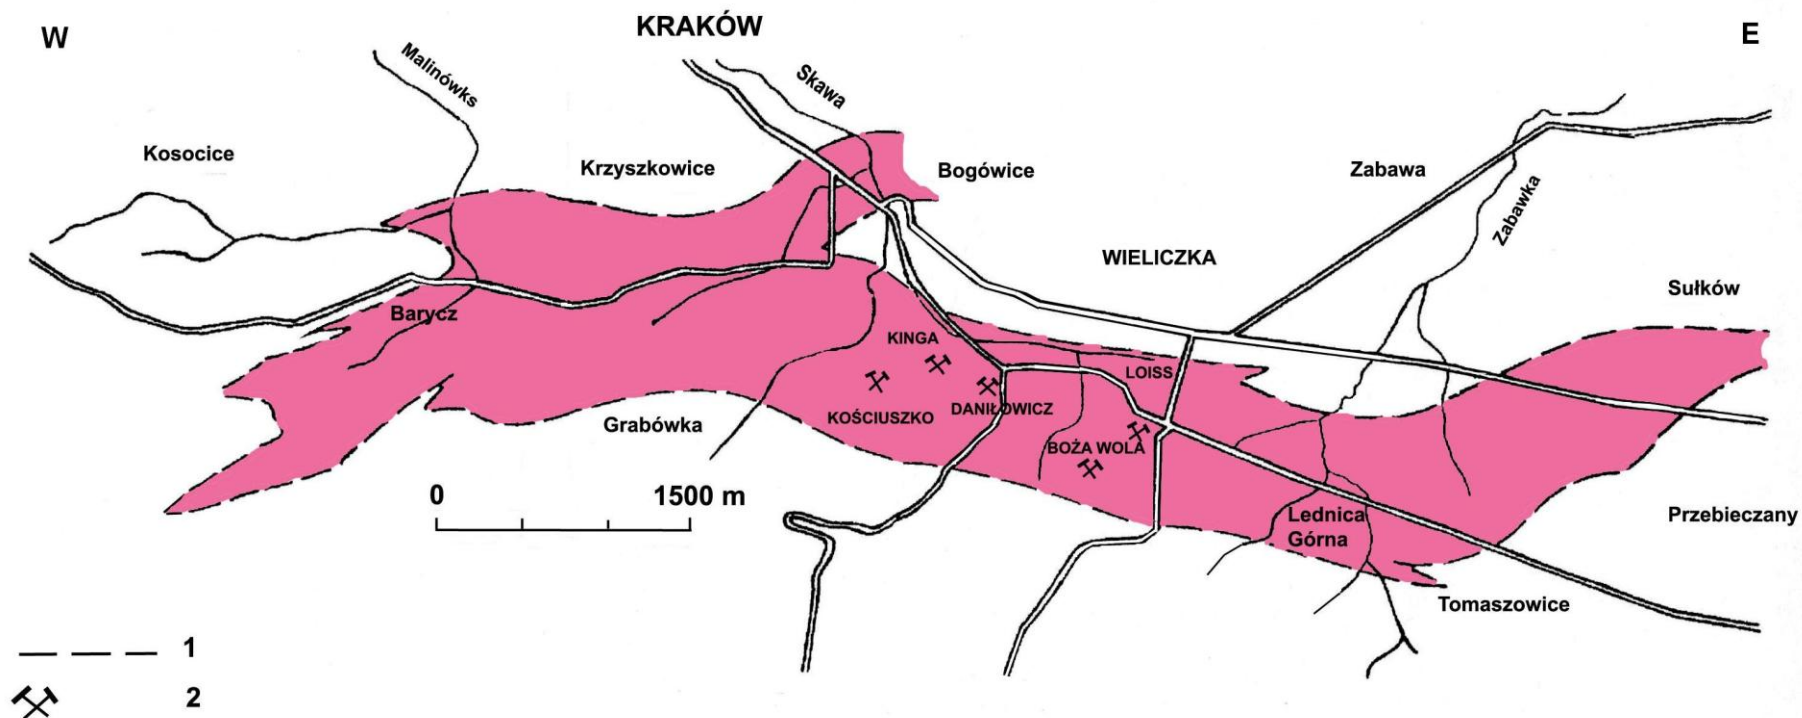 W
KRAKÓW
E
Malinówks
Skawa
Kosocice
Krzyszkowice
Bogówice
Zabawa
Zabawka
WIELICZKA
Sułków
Barycz
KINGA
LOISS
KOŚCIUSZKO
DANIŁOWICZ
Grabówka
BOŻA WOLA
0 1500 m
Lednica
Górna
Przebieczany
Tomaszowice
1
2